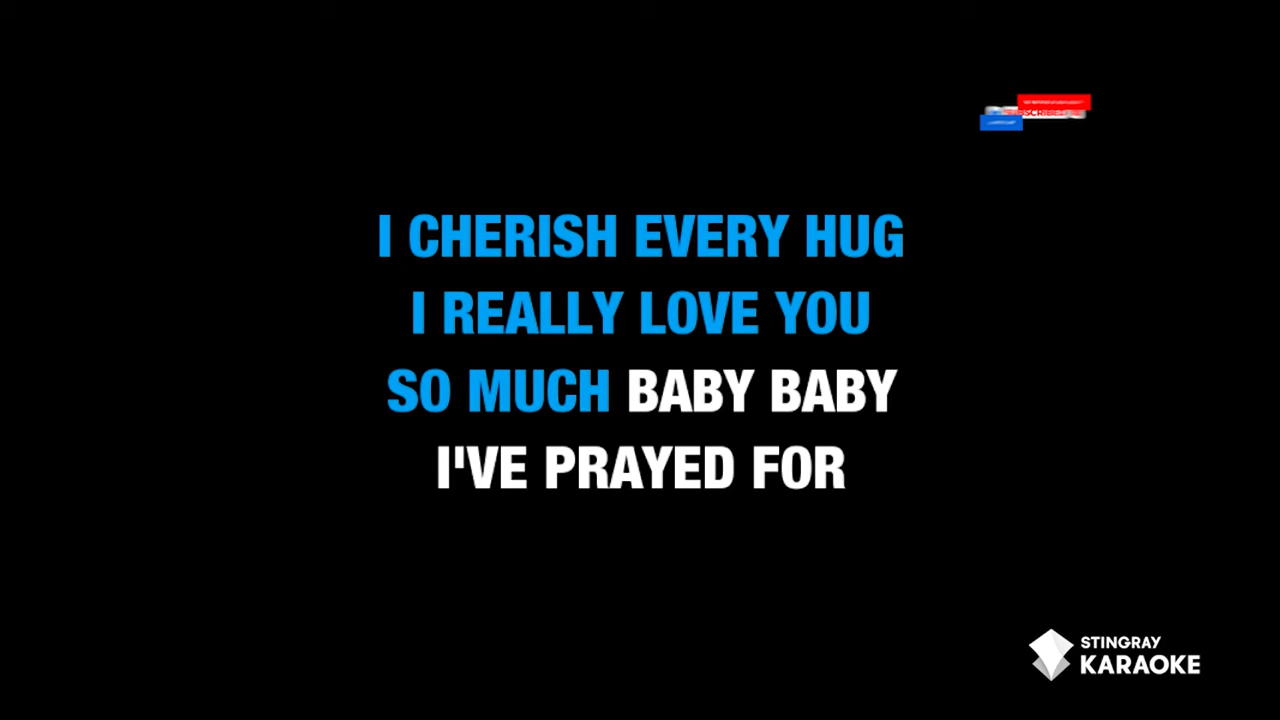 I CHERISH EVERY HUG
I REALLY LOVE YOU
SO MUCH BABY BABY
I'VE PRAYED FOR
STINGRAY
KARAOKE